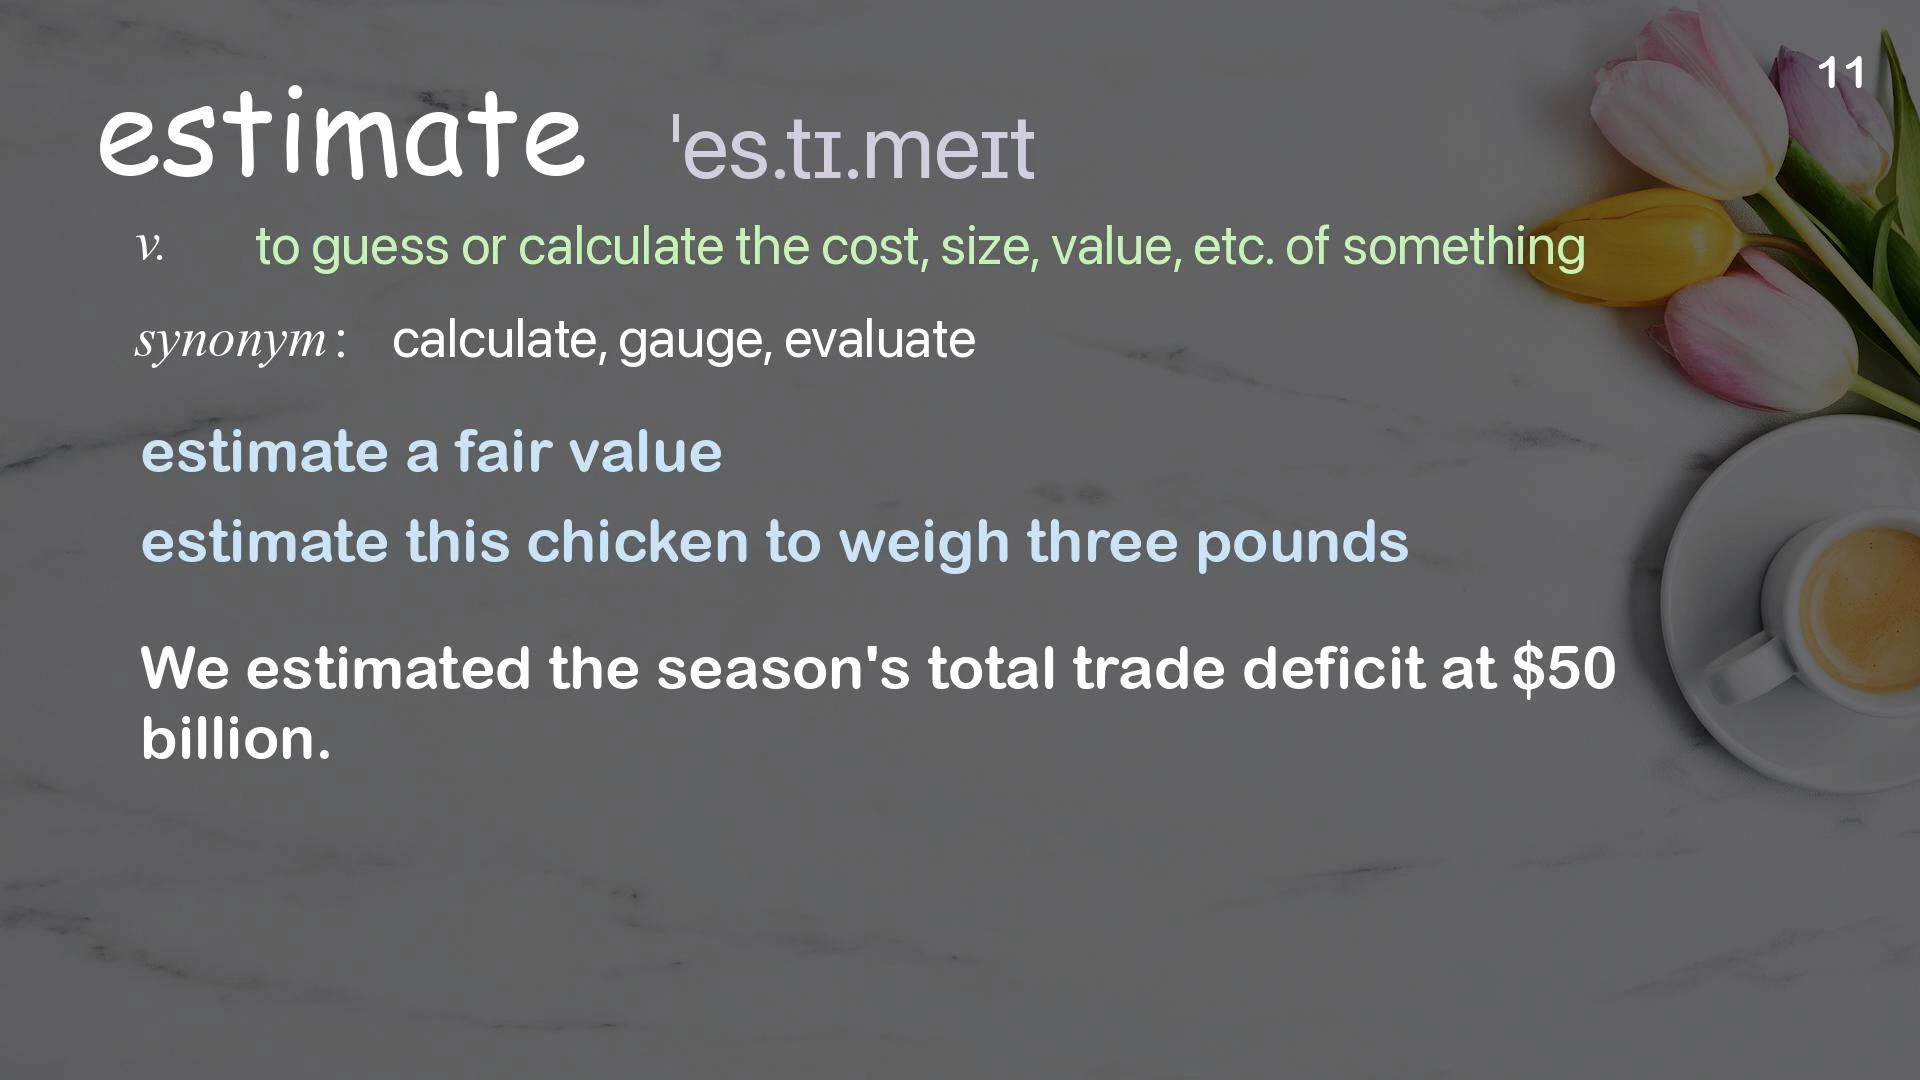 11
estimate ˈes.tɪ.meɪt
v. to guess or calculate the cost, size, value, etc. of something
synonym: calculate, gauge, evaluate
estimate a fair value
estimate this chicken to weigh three pounds
We estimated the season's total trade deficit at $50
billion.